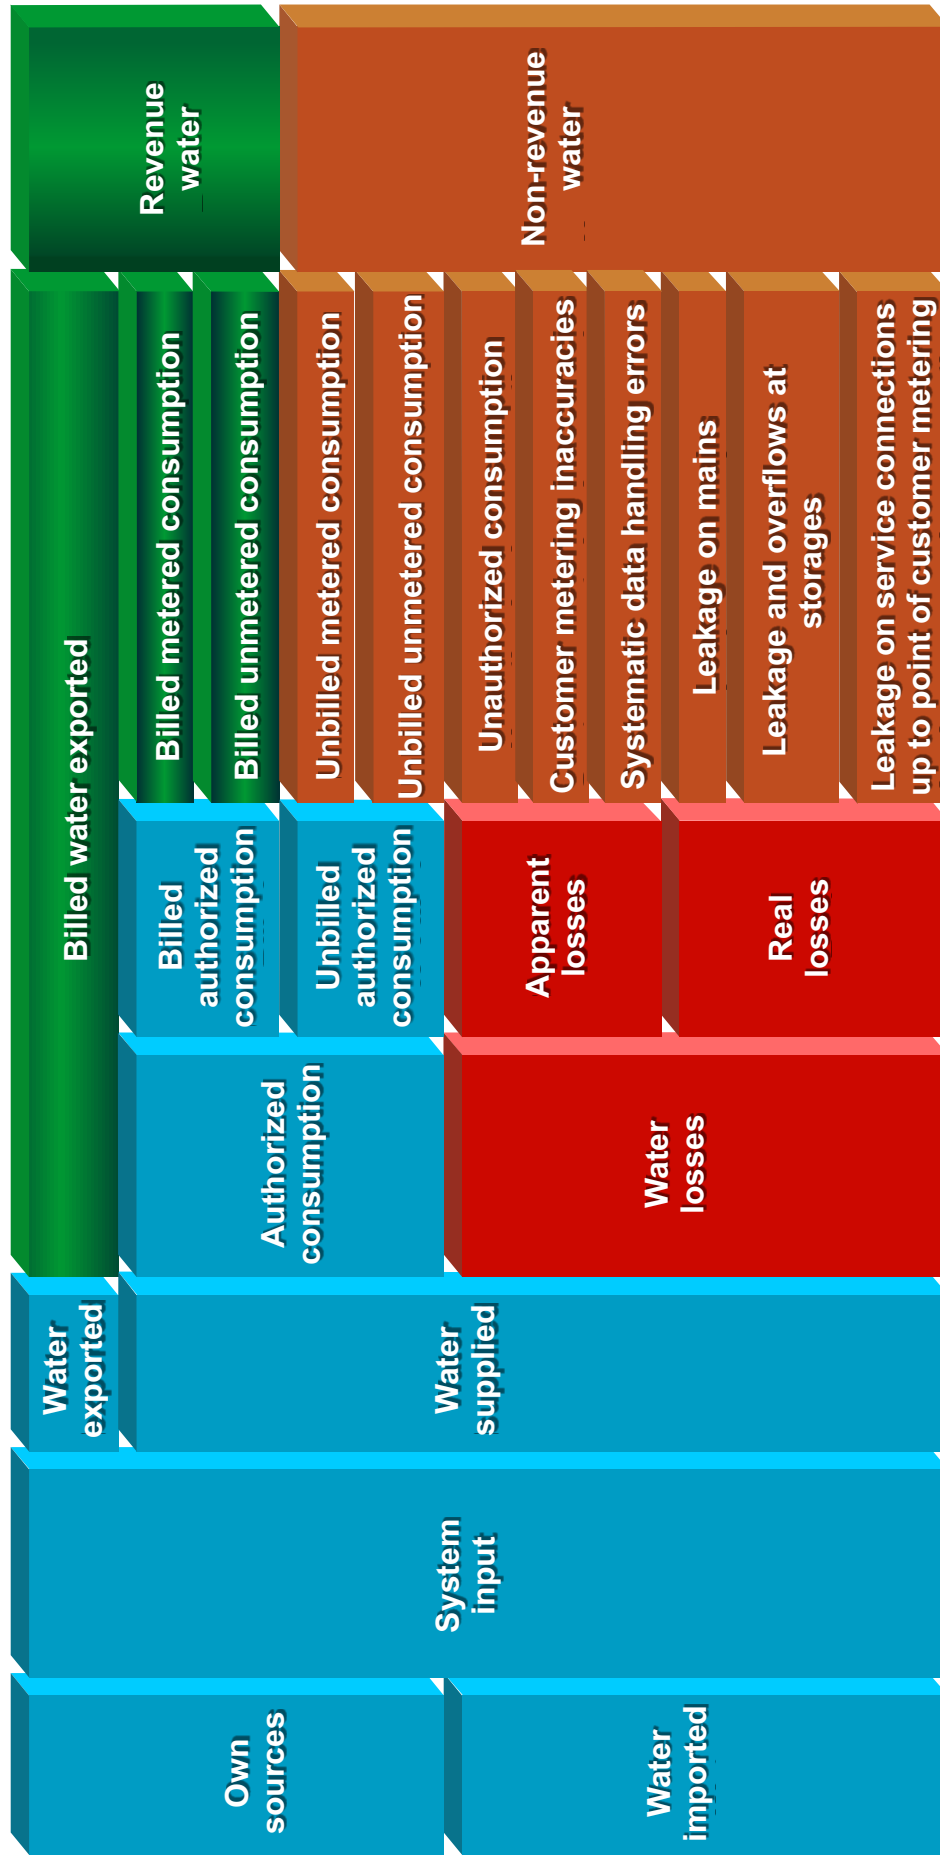 Own
sources
Water
imported
System
input
Water
exported
Water
supplied
Billed water exported
Authorized
consumption
Water
losses
Billed
authorized
consumption
Unbilled
authorized
consumption
Apparent
losses
Real
losses
Billed metered consumption
Billed unmetered consumption
Unbilled metered consumption
Unbilled unmetered consumption
Unauthorized consumption
Customer metering inaccuracies
Systematic data handling errors
Leakage on mains
Leakage and overflows at
storages
Leakage on service connections
up to point of customer metering
Revenue
water
Non-revenue
water